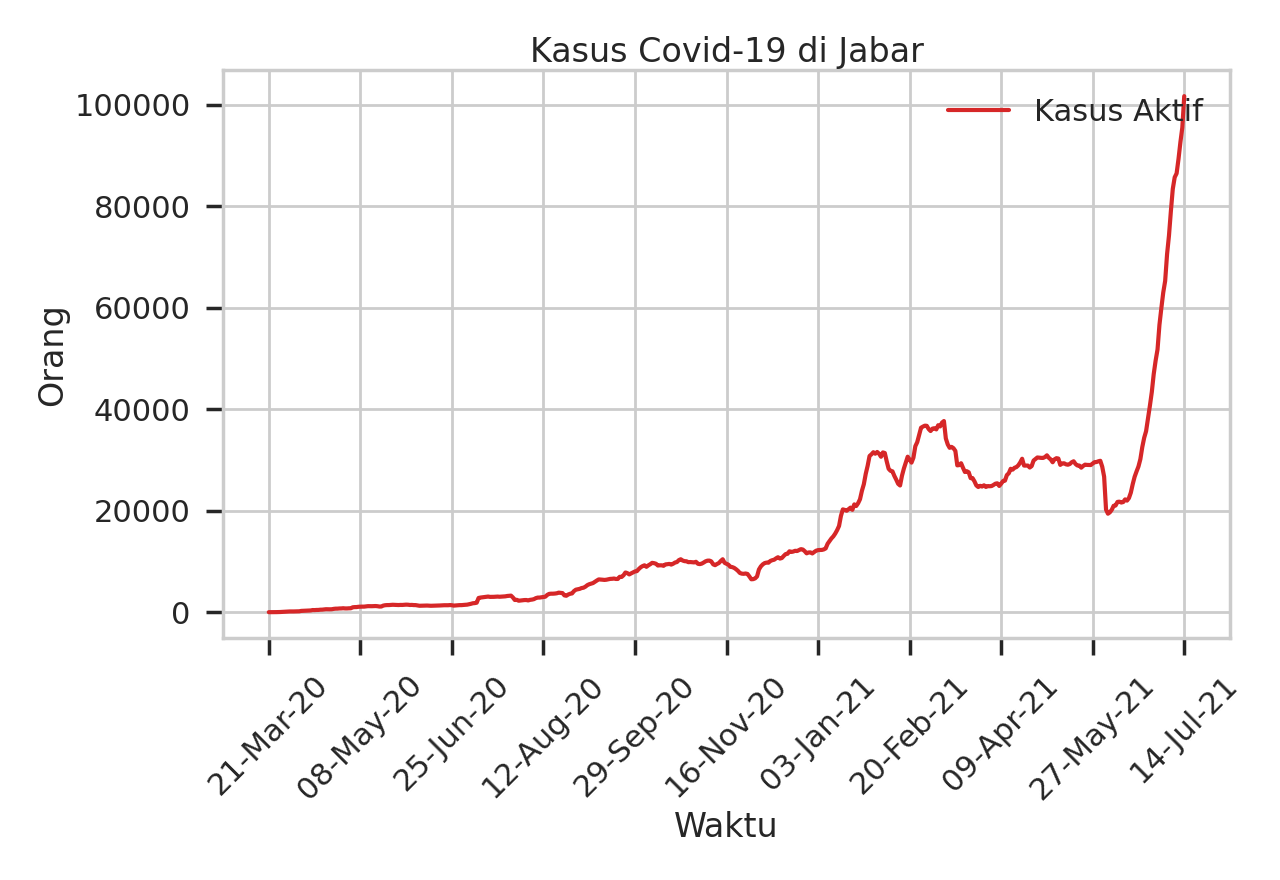 Kasus Covid-19 di Jabar
Kasus Aktif
100000
80000
60000
40000
20000
0
Orang
21-Mar-20
08-May-20
25-Jun-20
12-Aug-20
29-Sep-20
16-Nov-20
03-Jan-21
20-Feb-21
09-Apr-21
27-May-21
14-Jul-21
Waktu